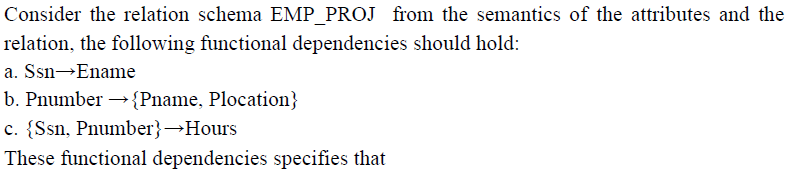 Consider the relation schema EMP_PROJ from the semantics of the attributes and the
relation, the following functional dependencies should hold:
a. Ssn→Ename
b. Pnumber →{Pname, Plocation}
c. {Ssn, Pnumber}→Hours
These functional dependencies specifies that